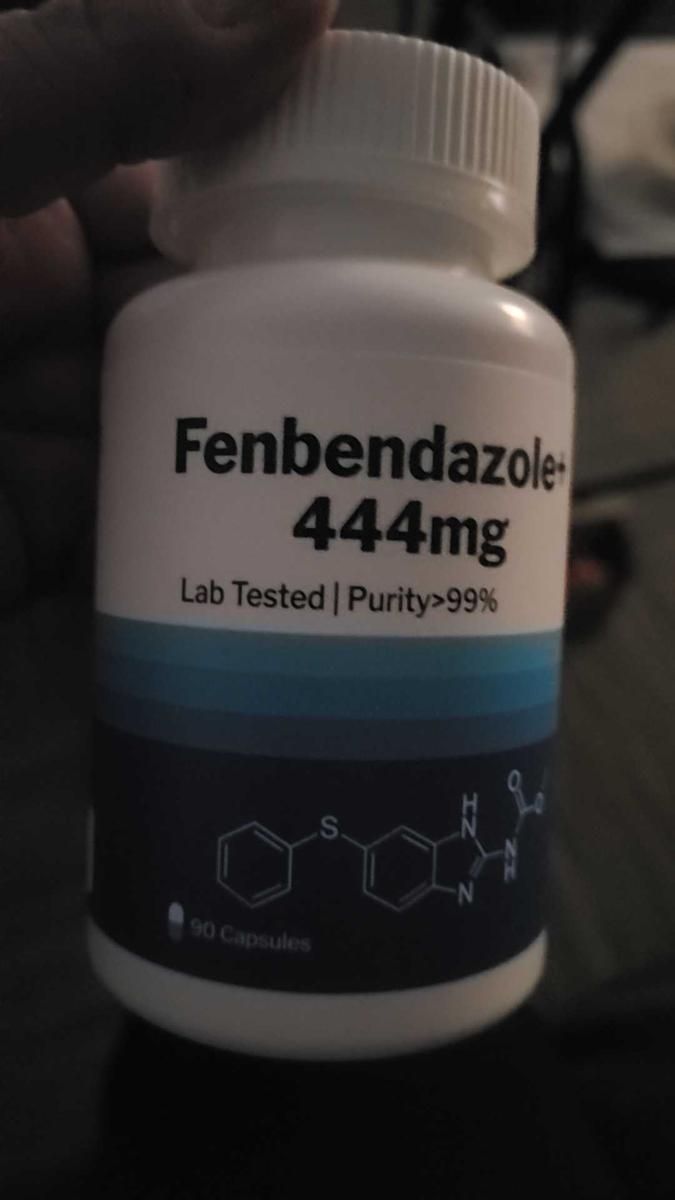 Fenbendazole+
444mg
Lab Tested | Purity>99%
S
H
N
N
N
H
O
O
90 Capsules